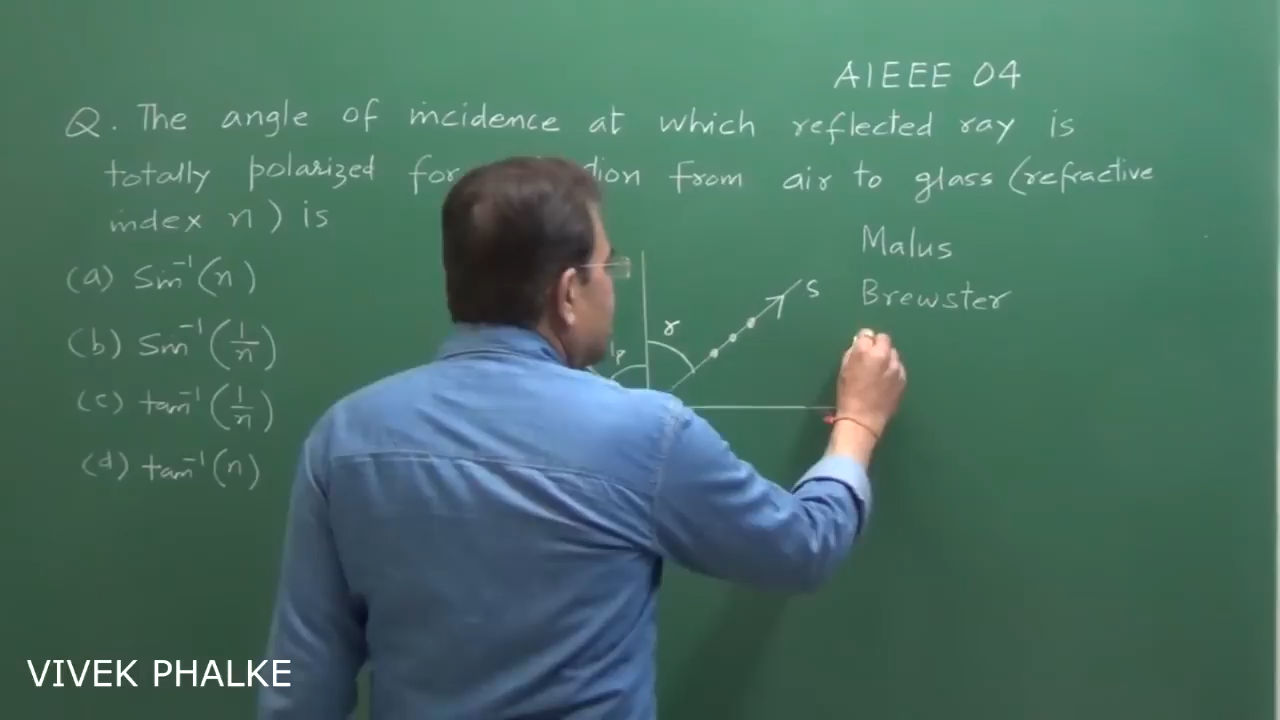 AIEEE 04
Q. The angle of incidence at which reflected ray is
totally polarized for from air to glass (refractive
index n) is
Malus
Brewster
(a) Sin⁻¹(n)
(b) Sin⁻¹(1/n)
(c) tan⁻¹(1/n)
(d) tan⁻¹(n)
ip
r
S
VIVEK PHALKE